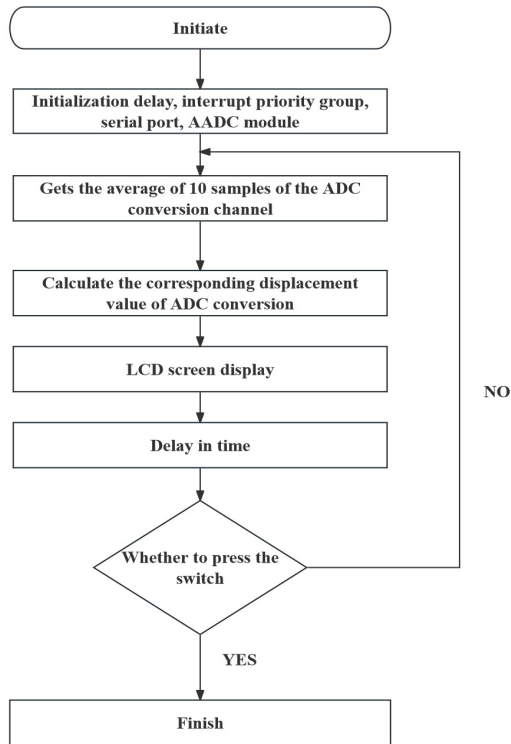 Initiate
Initialization delay, interrupt priority group,
serial port, AADC module
Gets the average of 10 samples of the ADC
conversion channel
Calculate the corresponding displacement
value of ADC conversion
LCD screen display
NO
Delay in time
Whether to press the
switch
YES
Finish